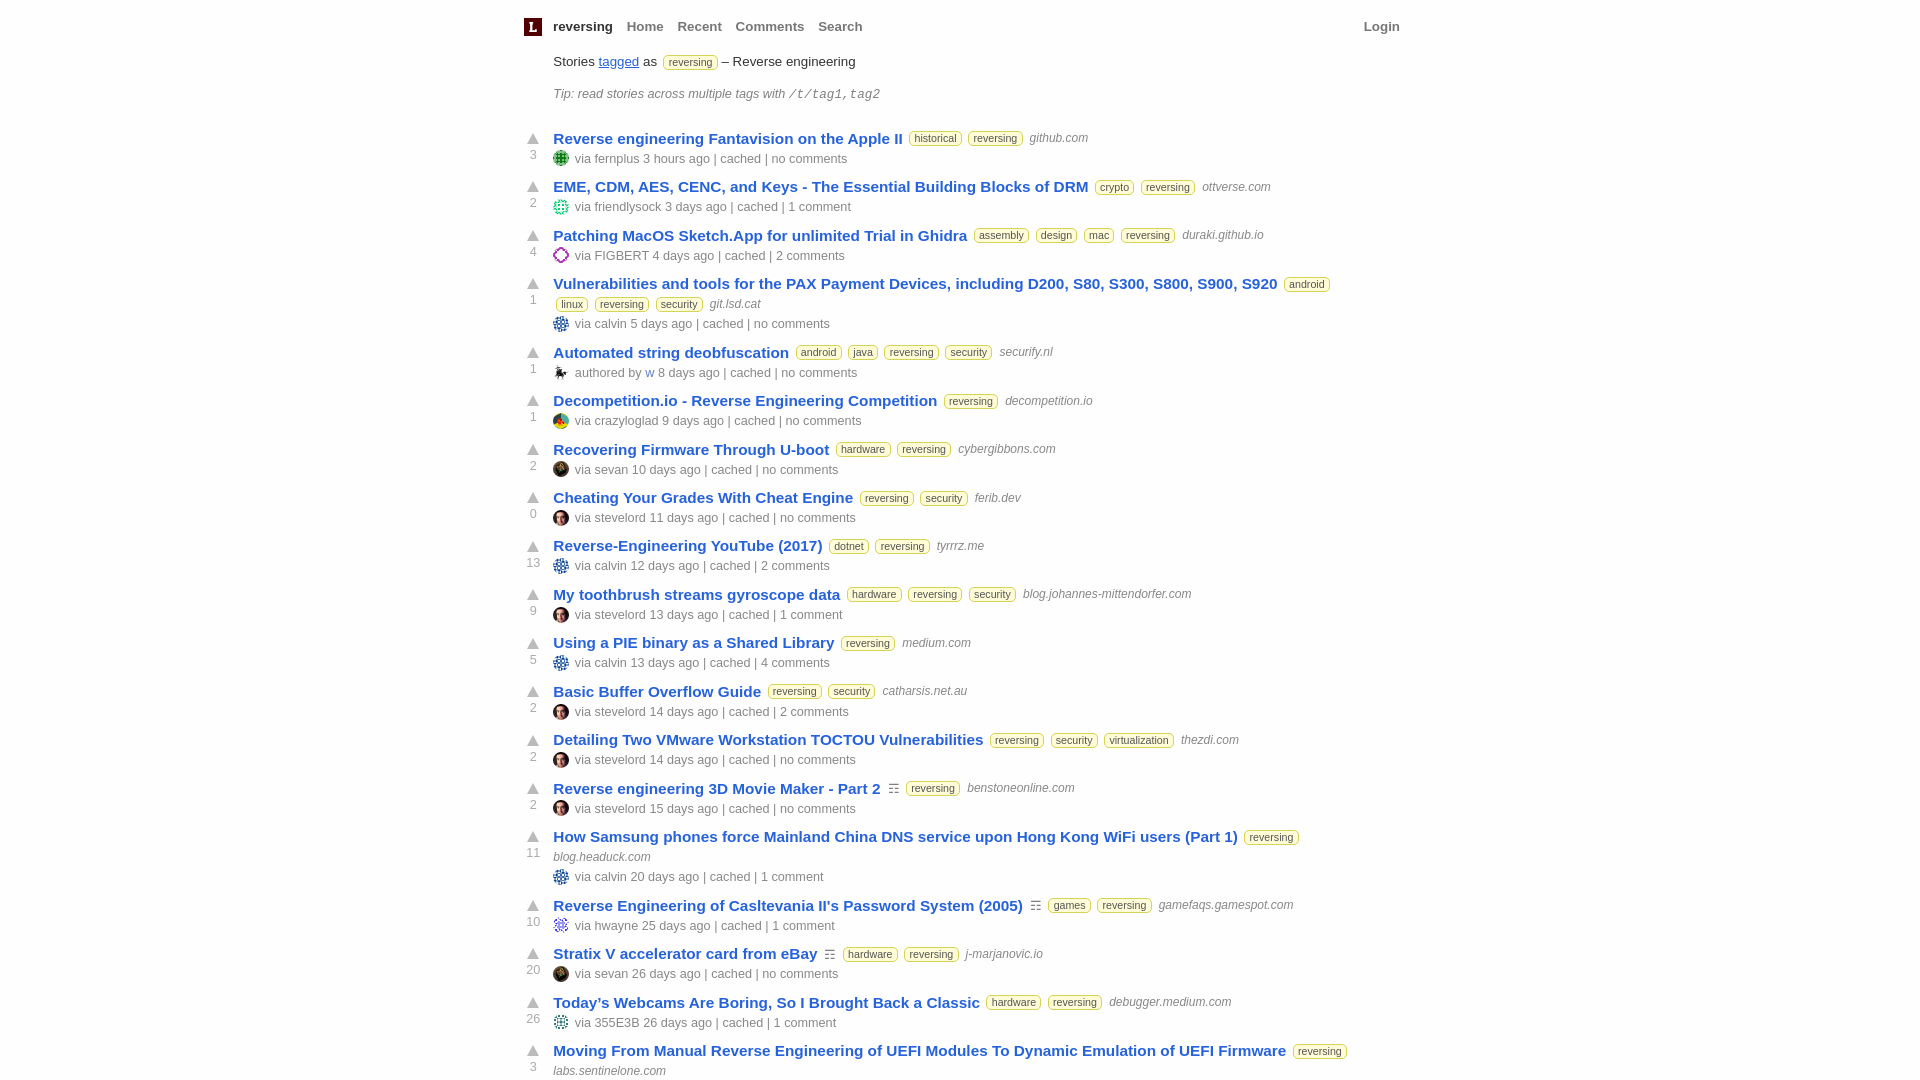 L reversing Home Recent Comments Search Login
Stories tagged as reversing – Reverse engineering
Tip: read stories across multiple tags with /t/tag1,tag2
Reverse engineering Fantavision on the Apple II historical reversing github.com
3 via fernplus 3 hours ago | cached | no comments
EME, CDM, AES, CENC, and Keys - The Essential Building Blocks of DRM crypto reversing ottverse.com
2 via friendlysock 3 days ago | cached | 1 comment
Patching MacOS Sketch.App for unlimited Trial in Ghidra assembly design mac reversing duraki.github.io
4 via FIGBERT 4 days ago | cached | 2 comments
Vulnerabilities and tools for the PAX Payment Devices, including D200, S80, S300, S800, S900, S920 android
1 linux reversing security git.lsd.cat
via calvin 5 days ago | cached | no comments
Automated string deobfuscation android java reversing security securify.nl
1 authored by w 8 days ago | cached | no comments
Decompetition.io - Reverse Engineering Competition reversing decompetition.io
1 via crazyloglad 9 days ago | cached | no comments
Recovering Firmware Through U-boot hardware reversing cybergibbons.com
2 via sevan 10 days ago | cached | no comments
Cheating Your Grades With Cheat Engine reversing security ferib.dev
0 via stevelord 11 days ago | cached | no comments
Reverse-Engineering YouTube (2017) dotnet reversing tyrrrz.me
13 via calvin 12 days ago | cached | 2 comments
My toothbrush streams gyroscope data hardware reversing security blog.johannes-mittendorfer.com
9 via stevelord 13 days ago | cached | 1 comment
Using a PIE binary as a Shared Library reversing medium.com
5 via calvin 13 days ago | cached | 4 comments
Basic Buffer Overflow Guide reversing security catharsis.net.au
2 via stevelord 14 days ago | cached | 2 comments
Detailing Two VMware Workstation TOCTOU Vulnerabilities reversing security virtualization thezdi.com
2 via stevelord 14 days ago | cached | no comments
Reverse engineering 3D Movie Maker - Part 2 ☶ reversing benstoneonline.com
2 via stevelord 15 days ago | cached | no comments
How Samsung phones force Mainland China DNS service upon Hong Kong WiFi users (Part 1) reversing
11 blog.headuck.com
via calvin 20 days ago | cached | 1 comment
Reverse Engineering of Casltevania II's Password System (2005) ☶ games reversing gamefaqs.gamespot.com
10 via hwayne 25 days ago | cached | 1 comment
Stratix V accelerator card from eBay ☶ hardware reversing j-marjanovic.io
20 via sevan 26 days ago | cached | no comments
Today’s Webcams Are Boring, So I Brought Back a Classic hardware reversing debugger.medium.com
26 via 355E3B 26 days ago | cached | 1 comment
Moving From Manual Reverse Engineering of UEFI Modules To Dynamic Emulation of UEFI Firmware reversing
3 labs.sentinelone.com